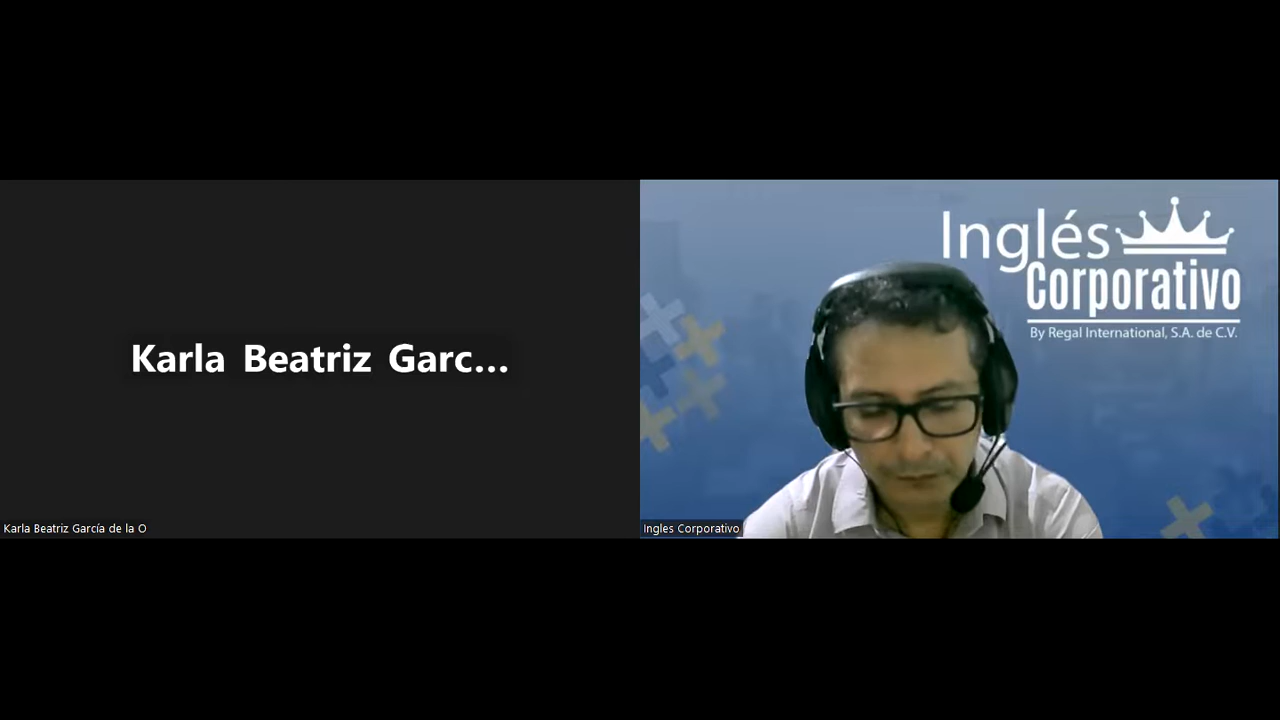 Karla Beatriz Garc...
Karla Beatriz García de la O
Inglés
Corporativo
By Regal International, S.A. de C.V.
Ingles Corporativo